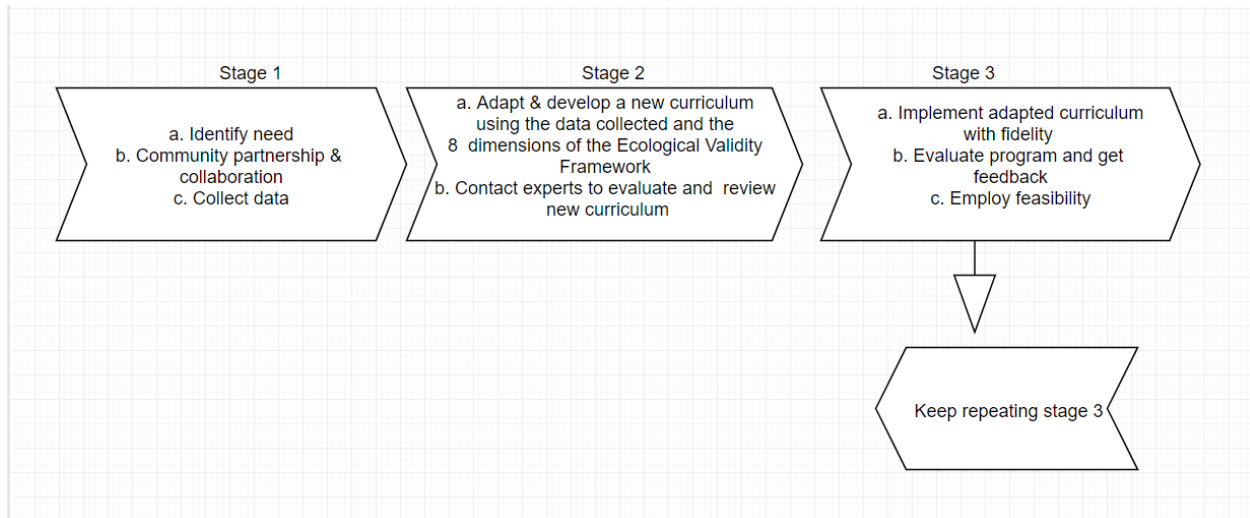 Stage 1
a. Identify need
b. Community partnership &
collaboration
c. Collect data
Stage 2
a. Adapt & develop a new curriculum
using the data collected and the
8 dimensions of the Ecological Validity
Framework
b. Contact experts to evaluate and review
new curriculum
Stage 3
a. Implement adapted curriculum
with fidelity
b. Evaluate program and get
feedback
c. Employ feasibility
Keep repeating stage 3